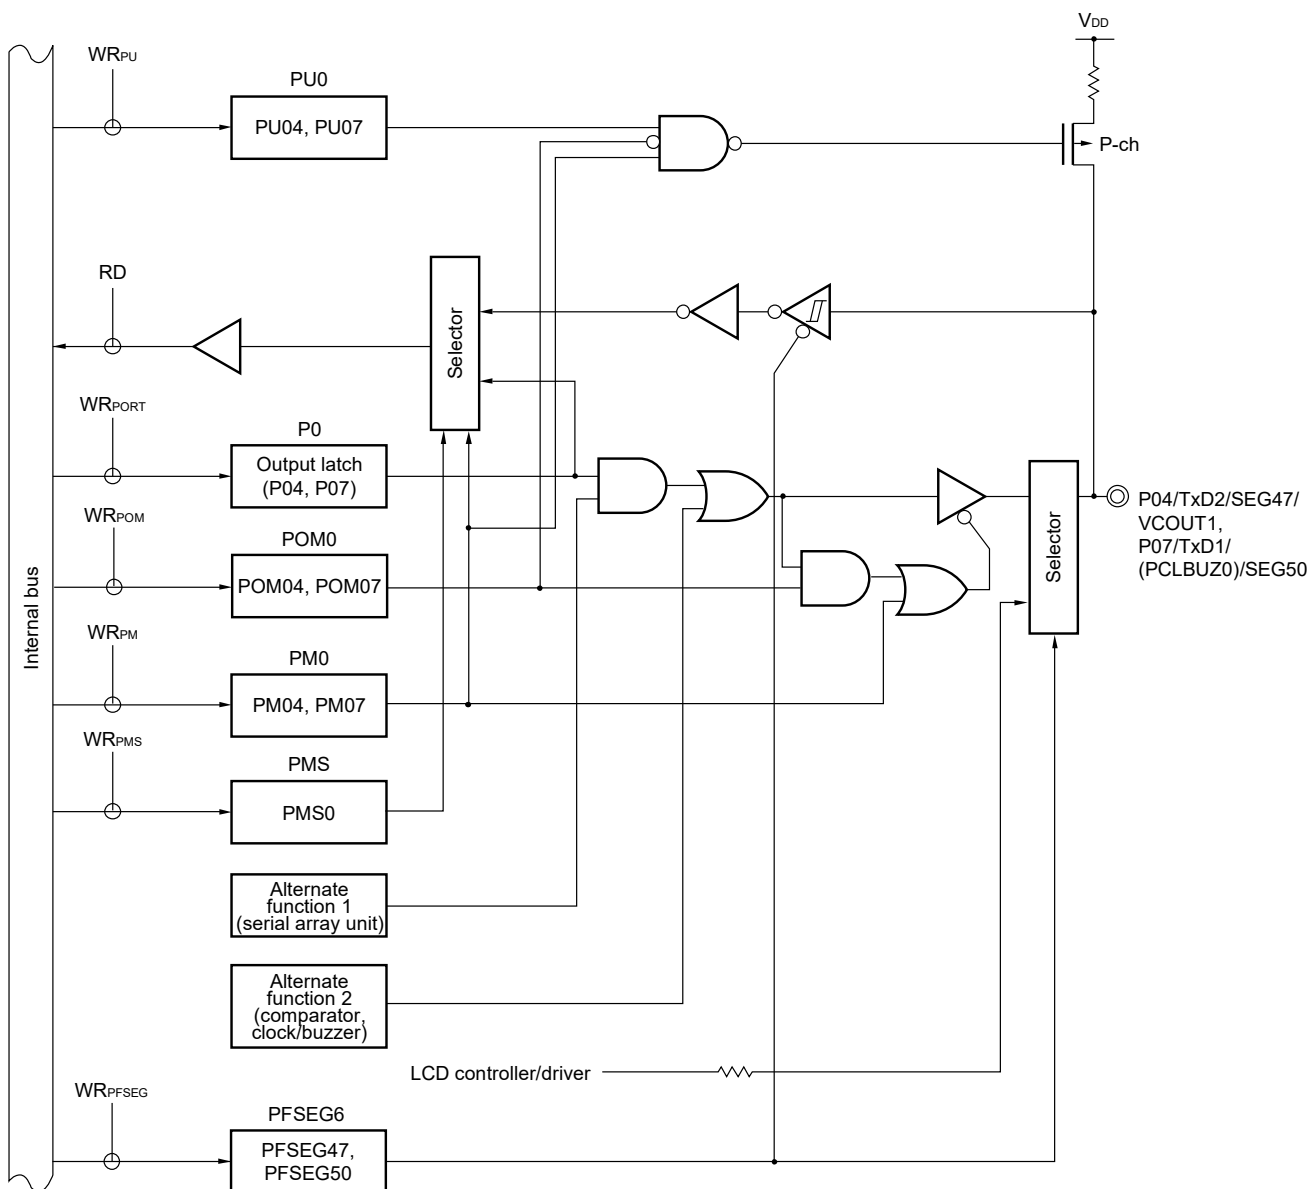 VDD
WRPU
PU0
PU04, PU07
P-ch
RD
Selector
WRPORT
P0
Output latch
(P04, P07)
WRPOM
POM0
POM04, POM07
P04/TxD2/SEG47/
VCOUT1,
P07/TxD1/
(PCLBUZ0)/SEG50
Selector
Internal bus
WRPM
PM0
PM04, PM07
WRPMS
PMS
PMS0
Alternate
function 1
(serial array unit)
Alternate
function 2
(comparator,
clock/buzzer)
LCD controller/driver
WRPFSEG
PFSEG6
PFSEG47,
PFSEG50